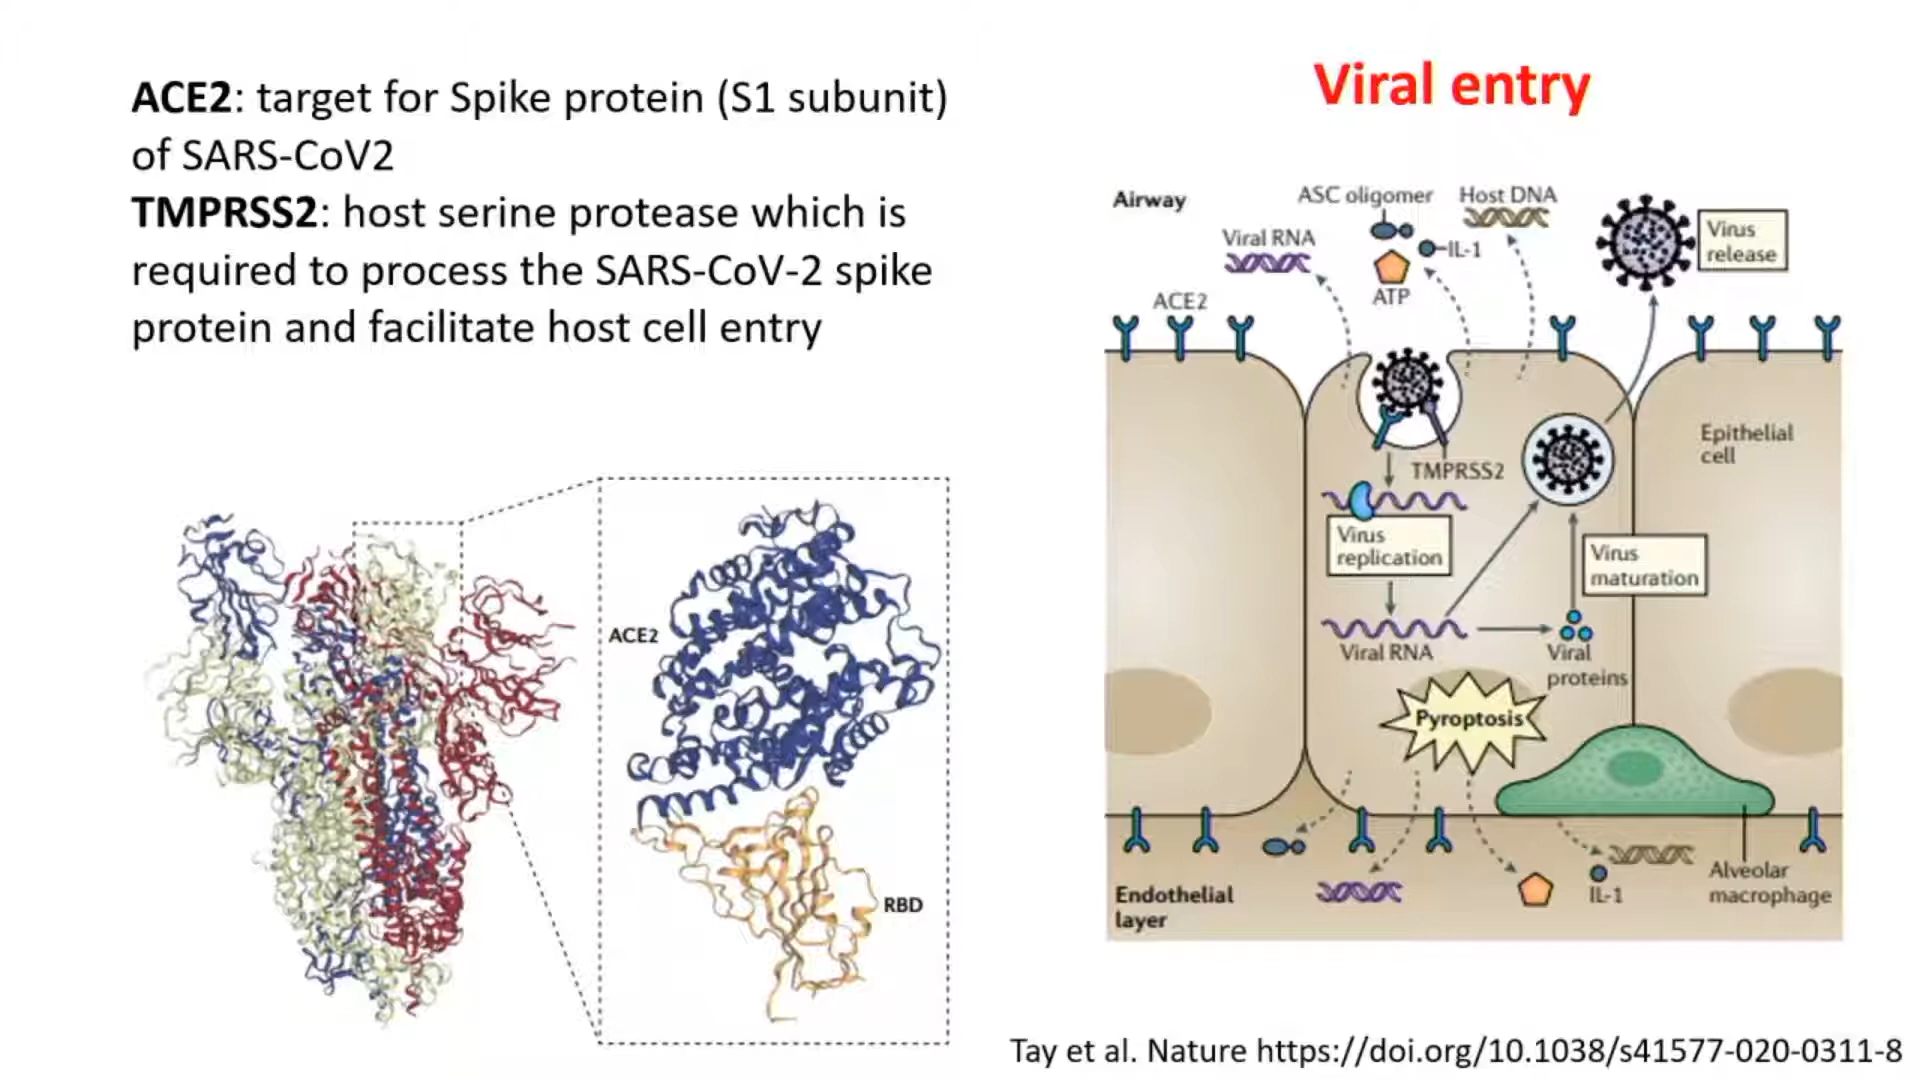 ACE2: target for Spike protein (S1 subunit)
of SARS-CoV2
TMPRSS2: host serine protease which is
required to process the SARS-CoV-2 spike
protein and facilitate host cell entry
Viral entry
Airway
ASC oligomer
Host DNA
Viral RNA
IL-1
ATP
ACE2
Virus
release
TMPRSS2
Epithelial
cell
Virus
replication
Virus
maturation
Viral RNA
Viral
proteins
Pyroptosis
Endothelial
layer
IL-1
Alveolar
macrophage
ACE2
RBD
Tay et al. Nature https://doi.org/10.1038/s41577-020-0311-8